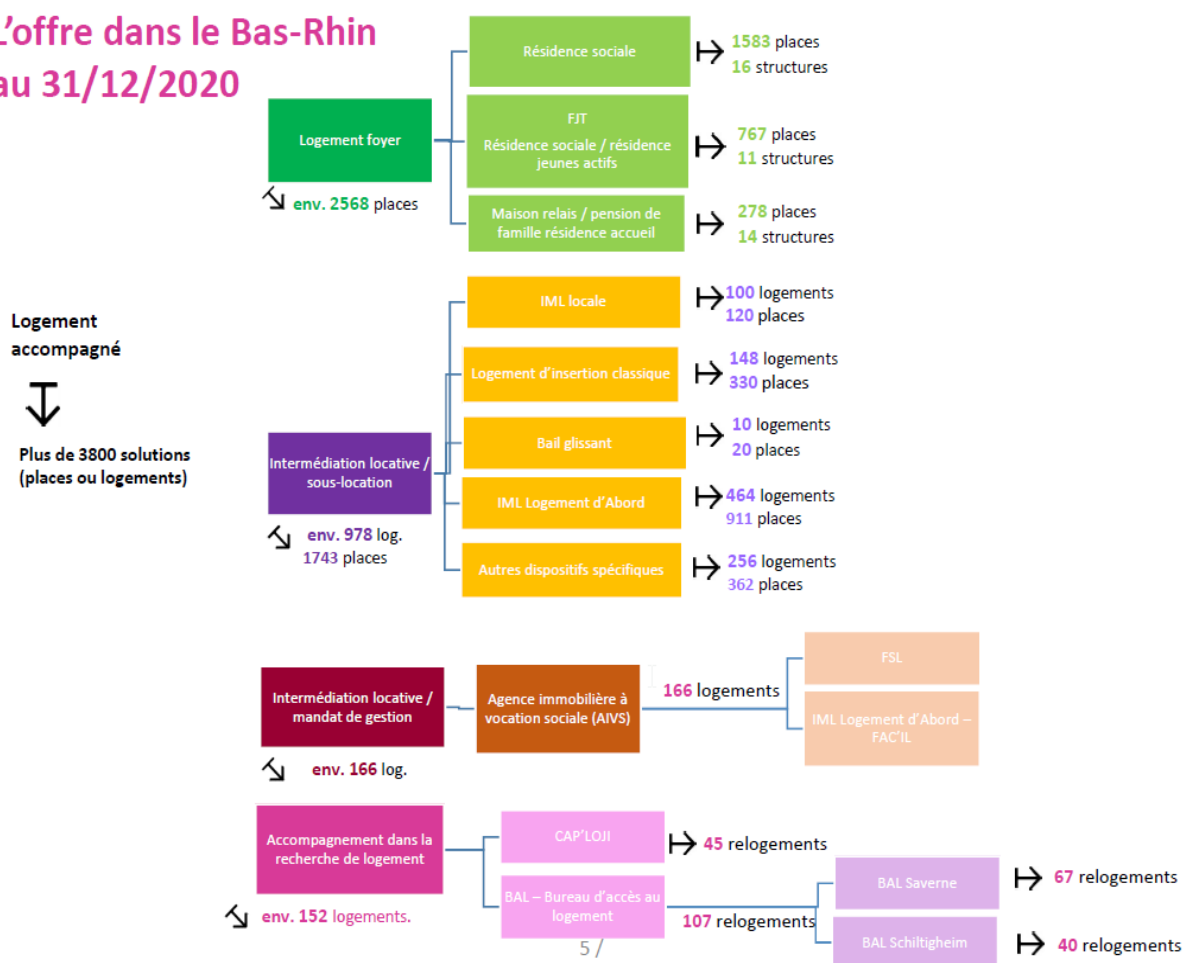 L'offre dans le Bas-Rhin
au 31/12/2020
Résidence sociale
1583 places
16 structures
Logement foyer
env. 2568 places
FJT
Résidence sociale / résidence
jeunes actifs
767 places
11 structures
Maison relais / pension de
famille résidence accueil
278 places
14 structures
Logement
accompagné
Plus de 3800 solutions
(places ou logements)
IML locale
100 logements
120 places
Logement d'insertion classique
148 logements
330 places
Intermédiation locative /
sous-location
env. 978 log.
1743 places
Bail glissant
10 logements
20 places
IML Logement d'Abord
464 logements
911 places
Autres dispositifs spécifiques
256 logements
362 places
Intermédiation locative /
mandat de gestion
env. 166 log.
Agence immobilière à
vocation sociale (AIVS)
166 logements
FSL
IML Logement d'Abord –
FAC'IL
Accompagnement dans la
recherche de logement
env. 152 logements.
CAP'LOJI
45 relogements
BAL – Bureau d'accès au
logement
107 relogements
BAL Saverne
67 relogements
BAL Schiltigheim
40 relogements
5 /